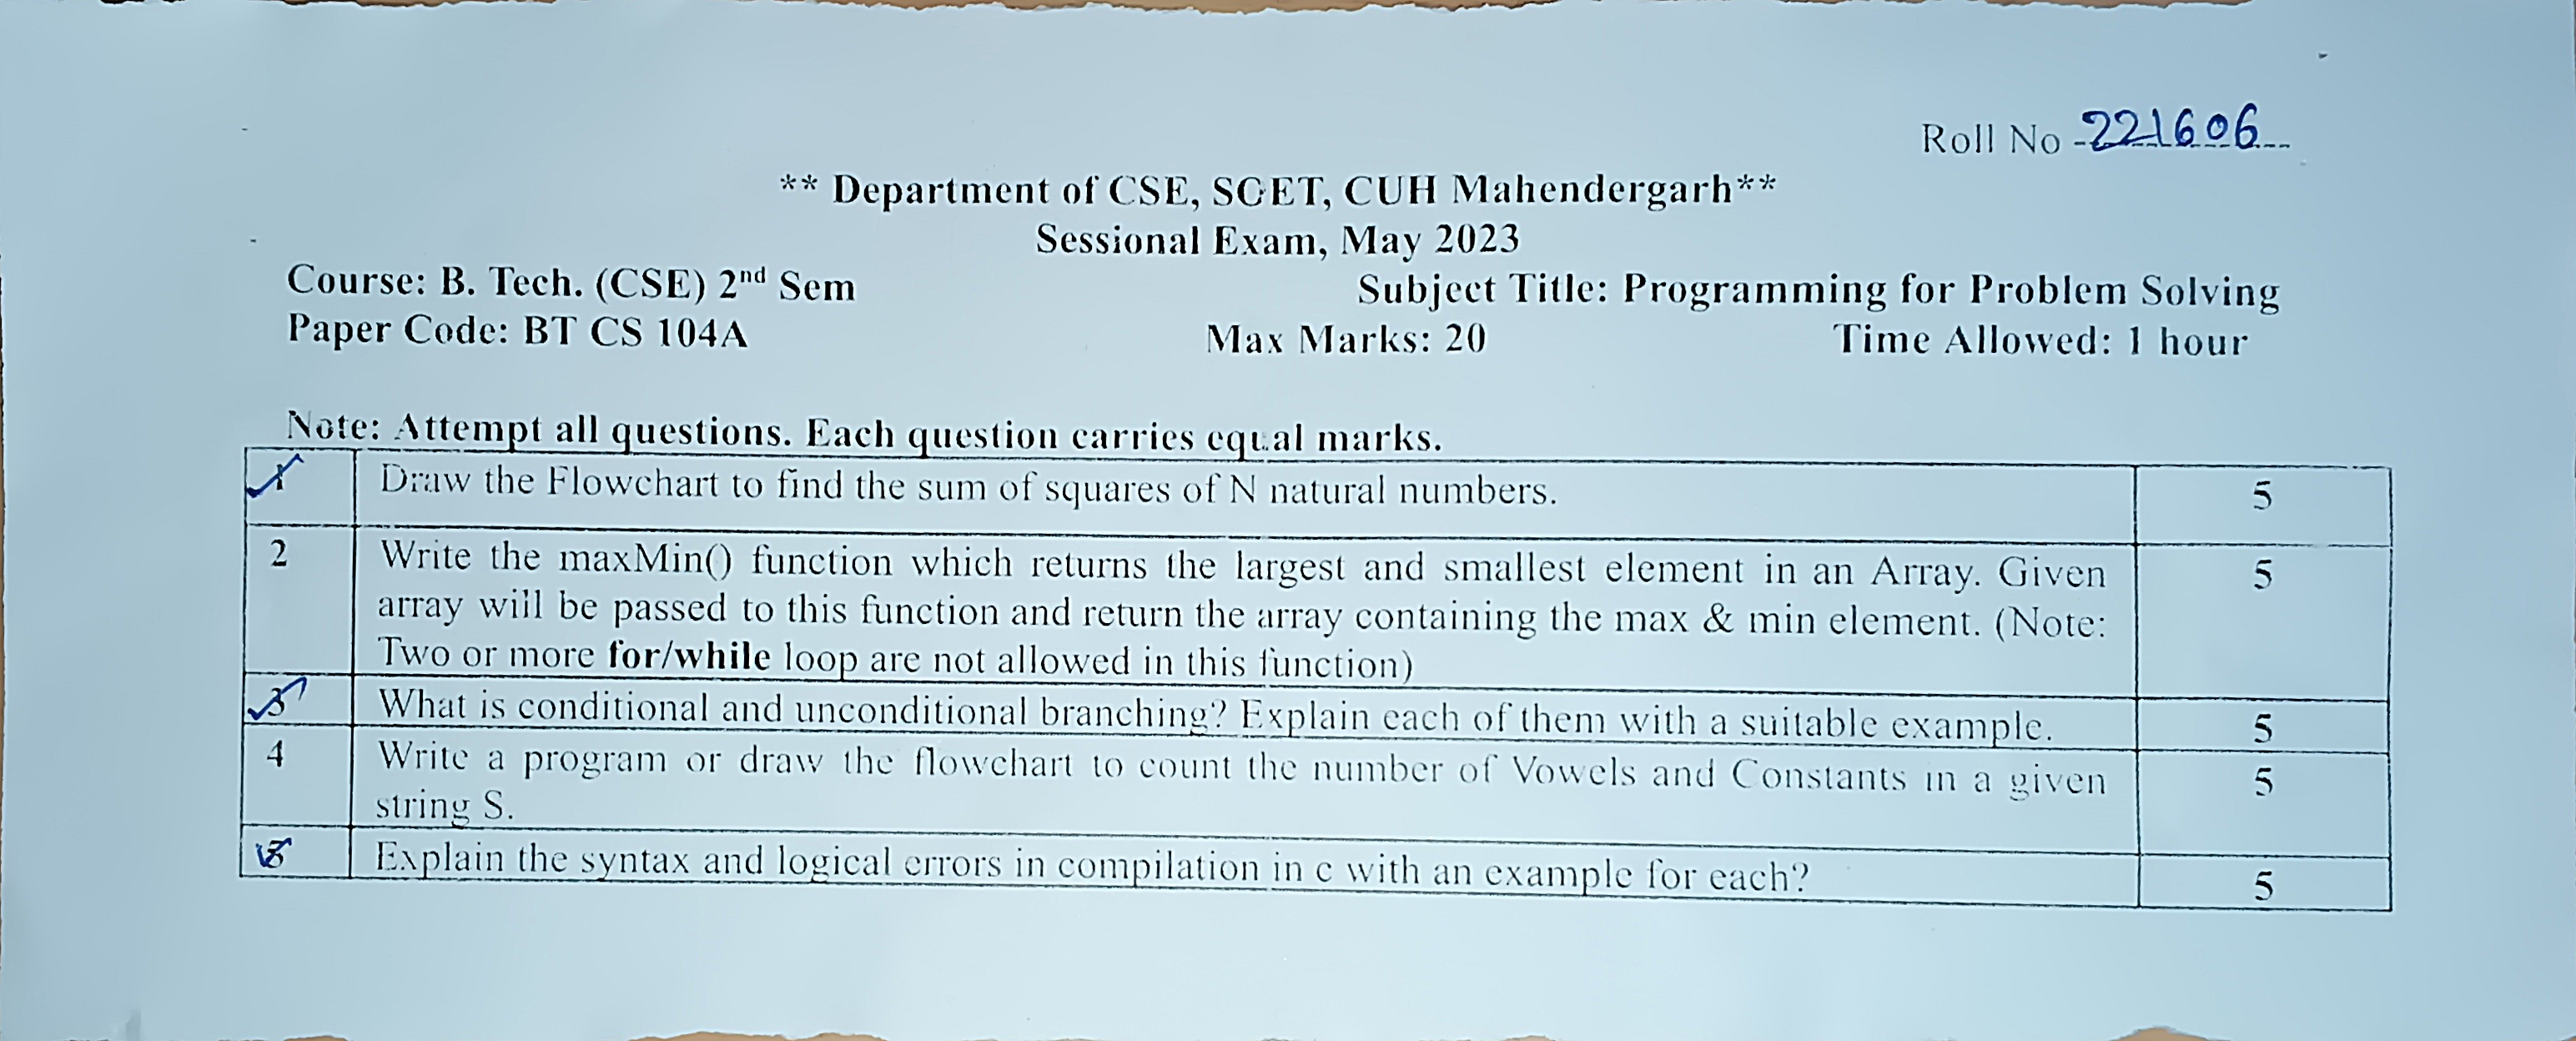 Roll No 221606
** Department of CSE, SOET, CUH Mahendergarh**
Sessional Exam, May 2023
Course: B. Tech. (CSE) 2nd Sem Subject Title: Programming for Problem Solving
Paper Code: BT CS 104A Max Marks: 20 Time Allowed: 1 hour
Note: Attempt all questions. Each question carries equal marks.
1 Draw the Flowchart to find the sum of squares of N natural numbers. 5
2 Write the maxMin() function which returns the largest and smallest element in an Array. Given 5
array will be passed to this function and return the array containing the max & min element. (Note:
Two or more for/while loop are not allowed in this function)
3 What is conditional and unconditional branching? Explain each of them with a suitable example. 5
4 Write a program or draw the flowchart to count the number of Vowels and Constants in a given 5
string S.
5 Explain the syntax and logical errors in compilation in c with an example for each? 5